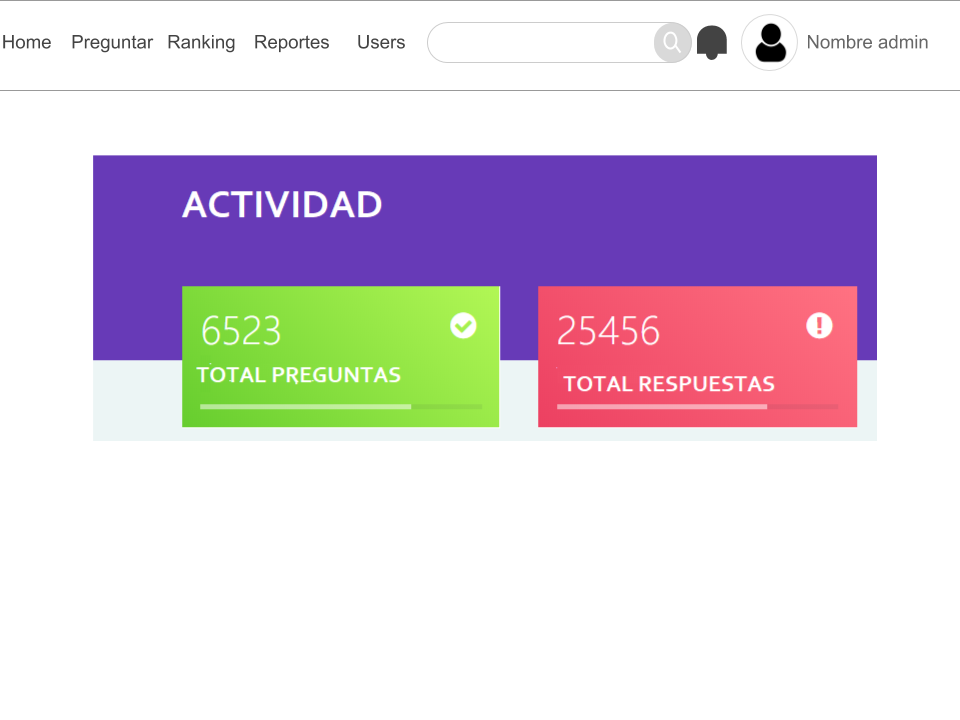 Home Preguntar Ranking Reportes Users Nombre admin
ACTIVIDAD
6523 25456
TOTAL PREGUNTAS
TOTAL RESPUESTAS